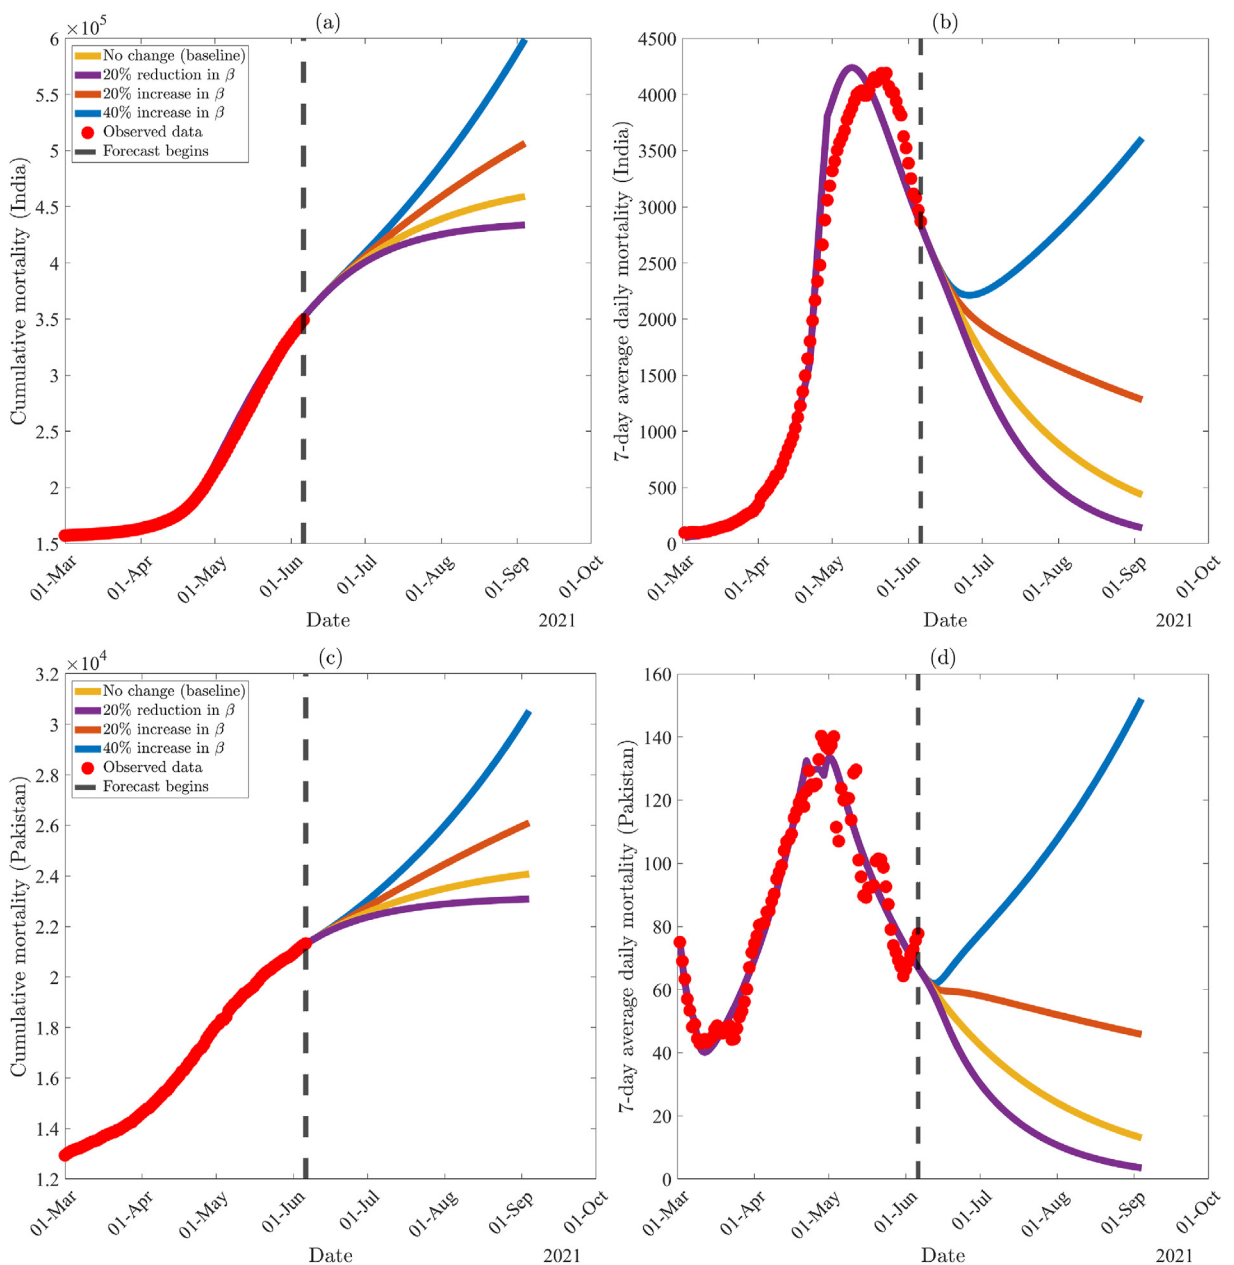 (a)
×10⁵
6
5.5
5
4.5
4
3.5
3
2.5
2
1.5
Cumulative mortality (India)
No change (baseline)
20% reduction in β
20% increase in β
40% increase in β
Observed data
Forecast begins
01-Mar
01-Apr
01-May
01-Jun
01-Jul
01-Aug
01-Sep
01-Oct
Date
2021
(b)
4500
4000
3500
3000
2500
2000
1500
1000
500
0
7-day average daily mortality (India)
01-Mar
01-Apr
01-May
01-Jun
01-Jul
01-Aug
01-Sep
01-Oct
Date
2021
(c)
×10⁴
3.2
3
2.8
2.6
2.4
2.2
2
1.8
1.6
1.4
1.2
Cumulative mortality (Pakistan)
No change (baseline)
20% reduction in β
20% increase in β
40% increase in β
Observed data
Forecast begins
01-Mar
01-Apr
01-May
01-Jun
01-Jul
01-Aug
01-Sep
01-Oct
Date
2021
(d)
160
140
120
100
80
60
40
20
0
7-day average daily mortality (Pakistan)
01-Mar
01-Apr
01-May
01-Jun
01-Jul
01-Aug
01-Sep
01-Oct
Date
2021